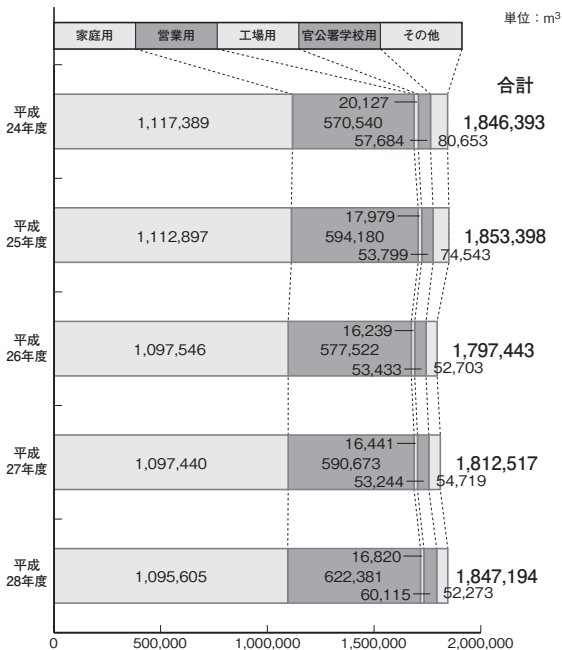 単位：m³
家庭用 営業用 工場用 官公署学校用 その他
合計
平成
24年度
1,117,389
20,127
570,540
57,684
80,653
1,846,393
平成
25年度
1,112,897
17,979
594,180
53,799
74,543
1,853,398
平成
26年度
1,097,546
16,239
577,522
53,433
52,703
1,797,443
平成
27年度
1,097,440
16,441
590,673
53,244
54,719
1,812,517
平成
28年度
1,095,605
16,820
622,381
60,115
52,273
1,847,194
0 500,000 1,000,000 1,500,000 2,000,000